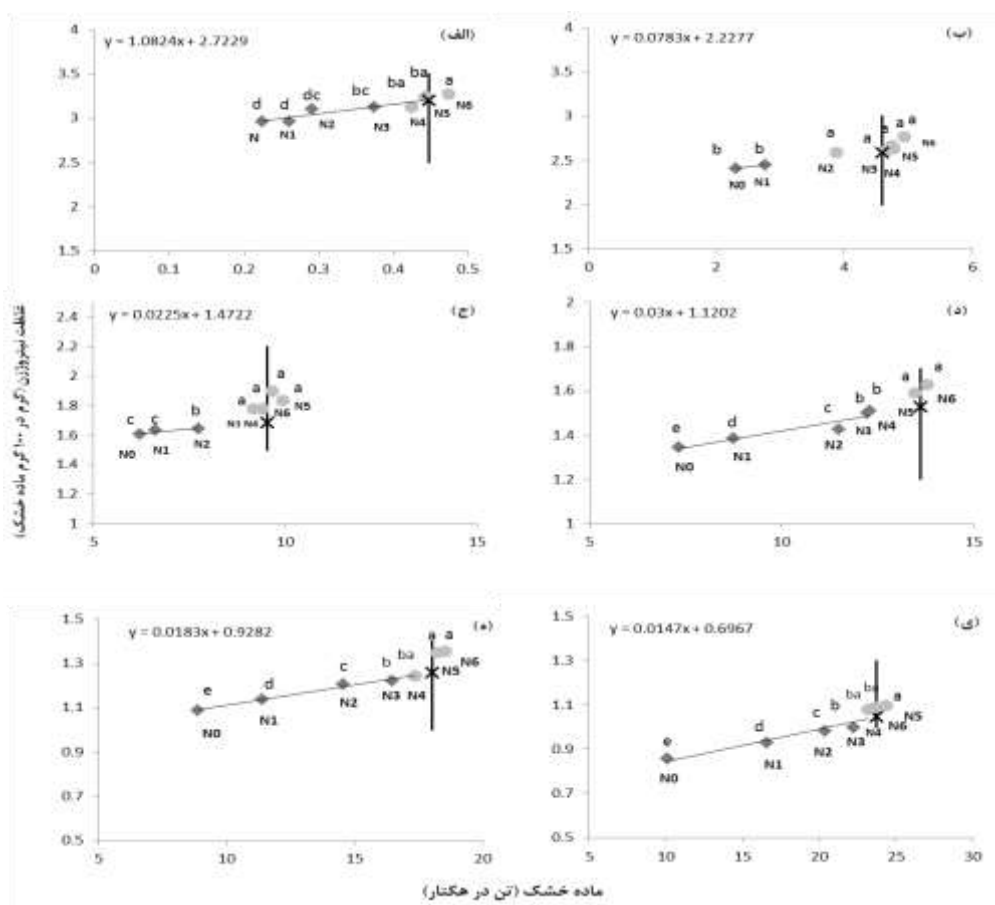 y = 1.0824x + 2.7229
(الف)
4
3.5
3
2.5
2
1.5
d d dc bc ba ba a
N N1 N2 N3 N4 N5 N6
0 0.1 0.2 0.3 0.4 0.5
y = 0.0783x + 2.2277
(ب)
4
3.5
3
2.5
2
1.5
b b a a a a a
N0 N1 N2 N3 N4 N5 N6
0 2 4 6
y = 0.0225x + 1.4722
(ج)
2.4
2.2
2
1.8
1.6
1.4
1.2
1
c c b a a a a
N0 N1 N2 N3 N4 N6 N5
5 10 15
y = 0.03x + 1.1202
(د)
2
1.8
1.6
1.4
1.2
1
e d c b b a a
N0 N1 N2 N3 N4 N5 N6
5 10 15
y = 0.0183x + 0.9282
(ه)
1.5
1.3
1.1
0.9
0.7
0.5
e d c b ba a a
N0 N1 N2 N3 N4 N5 N6
5 10 15 20
y = 0.0147x + 0.6967
(ی)
1.5
1.3
1.1
0.9
0.7
0.5
e d c b ba ba a
N0 N1 N2 N3 N4 N6 N5
5 10 15 20 25 30
غلظت نیتروژن (گرم در ۱۰۰ گرم ماده خشک)
ماده خشک (تن در هکتار)